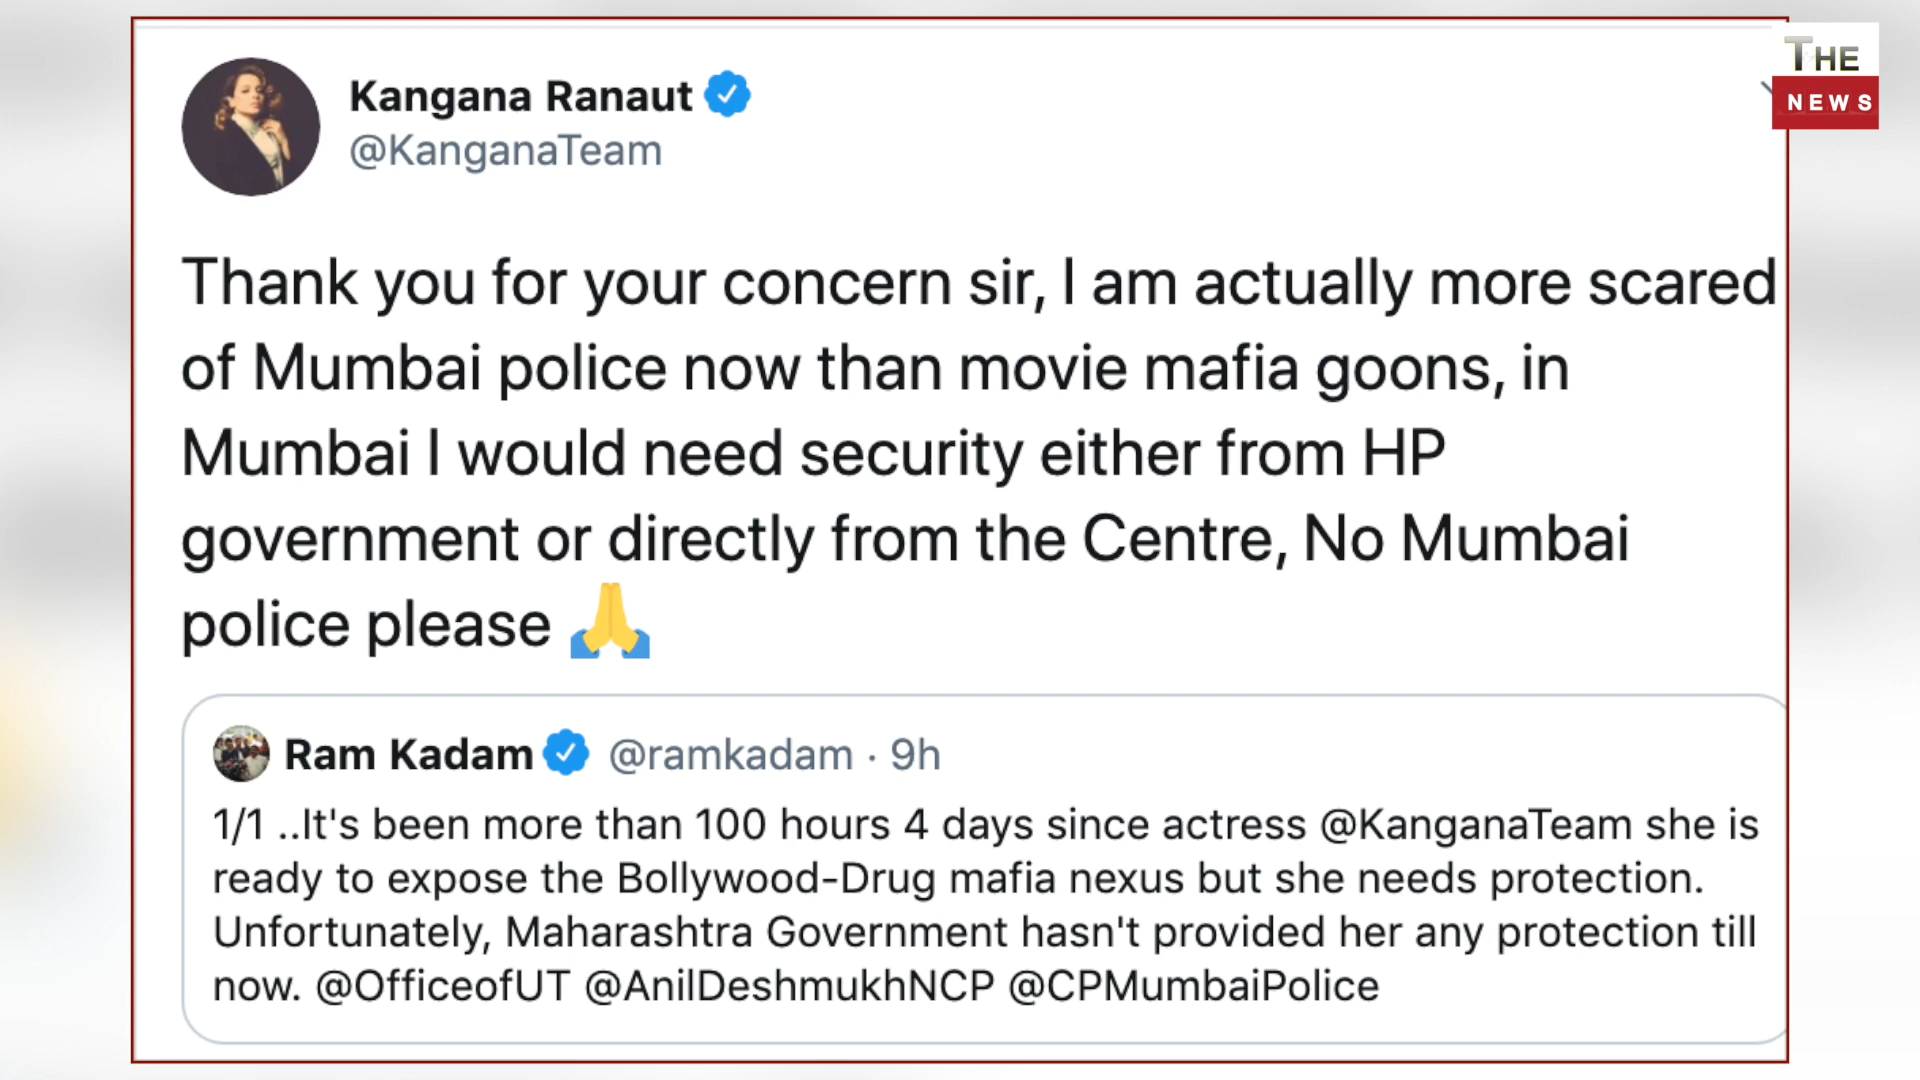 THE
NEWS
Kangana Ranaut
@KanganaTeam
Thank you for your concern sir, I am actually more scared
of Mumbai police now than movie mafia goons, in
Mumbai I would need security either from HP
government or directly from the Centre, No Mumbai
police please 🙏
Ram Kadam @ramkadam · 9h
1/1 ..It's been more than 100 hours 4 days since actress @KanganaTeam she is
ready to expose the Bollywood-Drug mafia nexus but she needs protection.
Unfortunately, Maharashtra Government hasn't provided her any protection till
now. @OfficeofUT @AnilDeshmukhNCP @CPMumbaiPolice